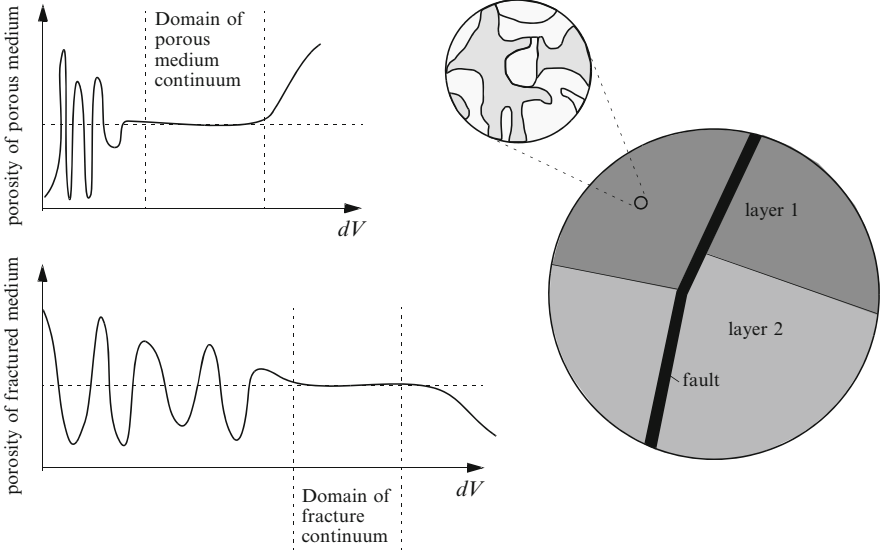 porosity of porous medium
Domain of
porous
medium
continuum
dV
porosity of fractured medium
dV
Domain of
fracture
continuum
layer 1
layer 2
fault